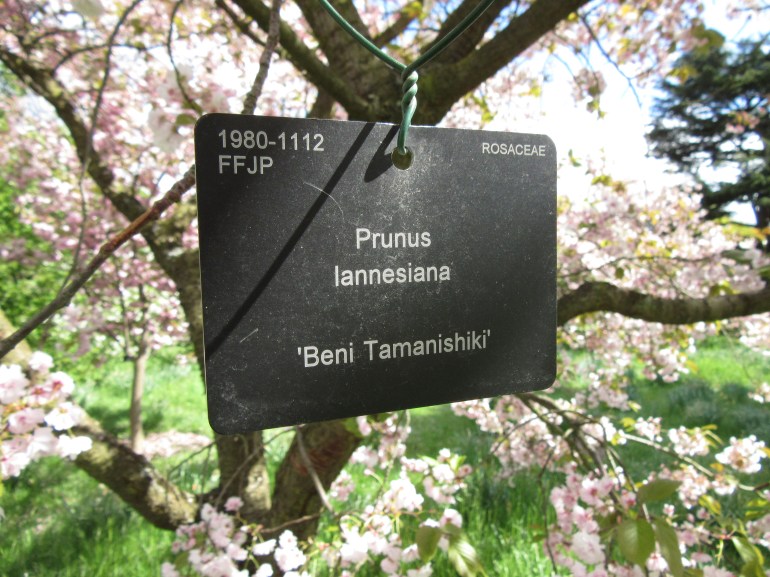 1980-1112
FFJP
ROSACEAE
Prunus
lannesiana
'Beni Tamanishiki'